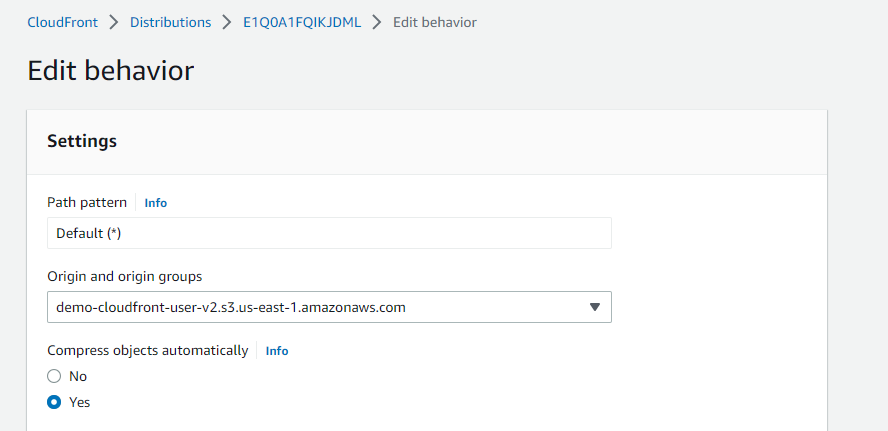 CloudFront > Distributions > E1Q0A1FQIKJDML > Edit behavior
Edit behavior
Settings
Path pattern Info
Default (*)
Origin and origin groups
demo-cloudfront-user-v2.s3.us-east-1.amazonaws.com
Compress objects automatically Info
No
Yes